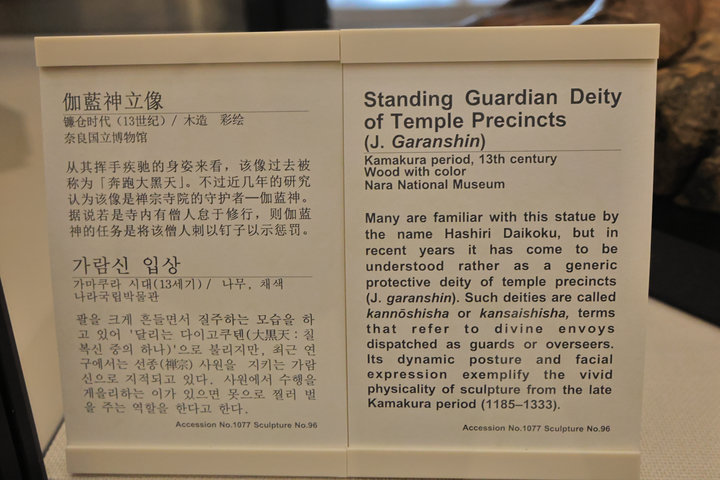 伽藍神立像
镰仓时代（13世纪）/ 木造　彩绘
奈良国立博物馆
从其挥手疾驰的身姿来看，该像过去被
称为「奔跑大黑天」。不过近几年的研究
认为该像是禅宗寺院的守护者—伽蓝神。
据说若是寺内有僧人怠于修行，则伽蓝
神的任务是将该僧人刺以钉子以示惩罚。
가람신 입상
가마쿠라 시대(13세기) / 나무, 채색
나라국립박물관
팔을 크게 흔들면서 질주하는 모습을 하
고 있어 '달리는 다이고쿠텐(大黑天 : 칠
복신 중의 하나)'으로 불리지만, 최근 연
구에서는 선종(禪宗) 사원을 지키는 가람
신으로 지적되고 있다. 사원에서 수행을
게을리하는 이가 있으면 못으로 찔러 벌
을 주는 역할을 한다고 한다.
Accession No.1077 Sculpture No.96
Standing Guardian Deity
of Temple Precincts
(J. Garanshin)
Kamakura period, 13th century
Wood with color
Nara National Museum
Many are familiar with this statue by
the name Hashiri Daikoku, but in
recent years it has come to be
understood rather as a generic
protective deity of temple precincts
(J. garanshin). Such deities are called
kannōshisha or kansaishisha, terms
that refer to divine envoys
dispatched as guards or overseers.
Its dynamic posture and facial
expression exemplify the vivid
physicality of sculpture from the late
Kamakura period (1185–1333).
Accession No.1077 Sculpture No.96